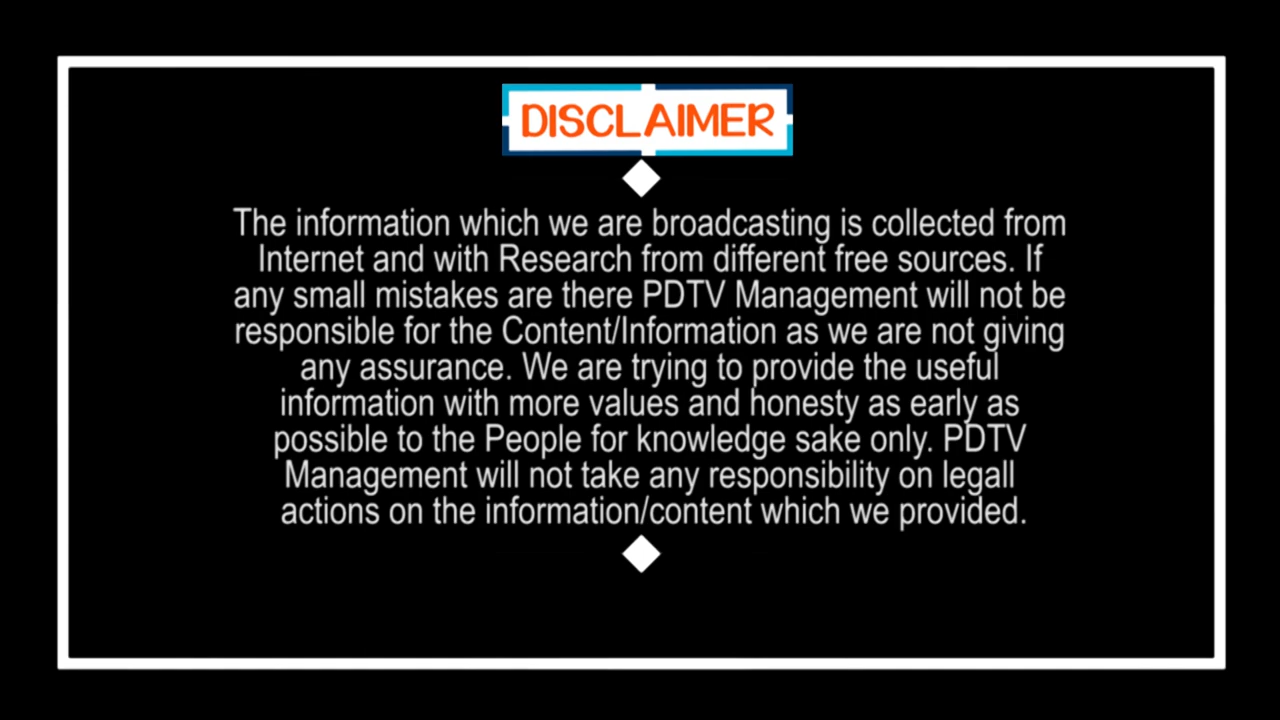 DISCLAIMER
The information which we are broadcasting is collected from
Internet and with Research from different free sources. If
any small mistakes are there PDTV Management will not be
responsible for the Content/Information as we are not giving
any assurance. We are trying to provide the useful
information with more values and honesty as early as
possible to the People for knowledge sake only. PDTV
Management will not take any responsibility on legall
actions on the information/content which we provided.